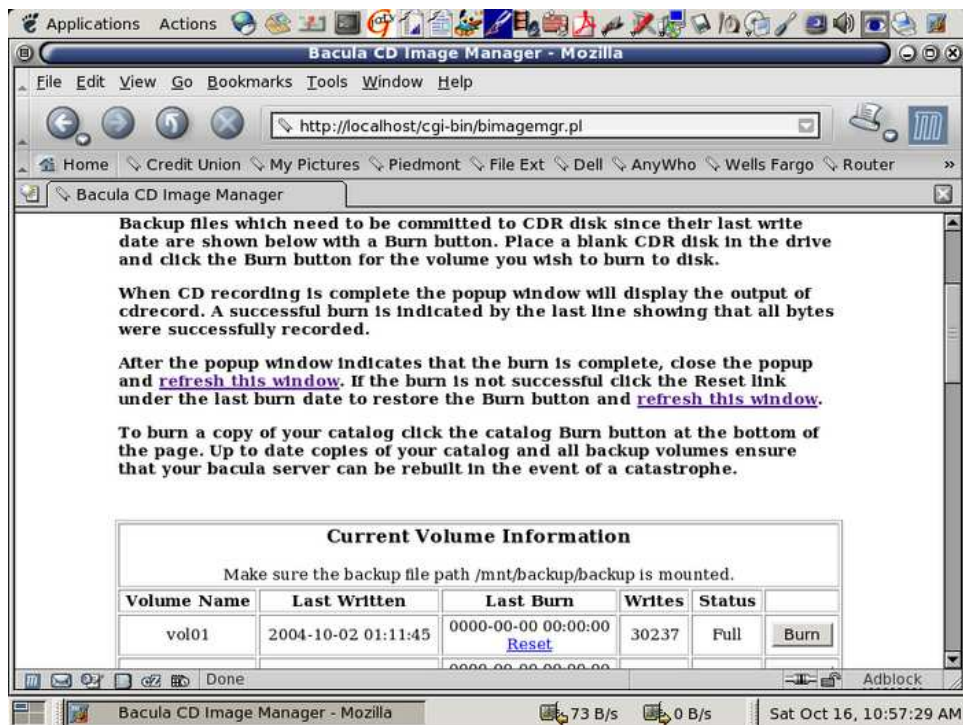 Applications Actions
Bacula CD Image Manager - Mozilla
File Edit View Go Bookmarks Tools Window Help
http://localhost/cgi-bin/bimagemgr.pl
Home Credit Union My Pictures Piedmont File Ext Dell AnyWho Wells Fargo Router »
Bacula CD Image Manager
Backup files which need to be committed to CDR disk since their last write
date are shown below with a Burn button. Place a blank CDR disk in the drive
and click the Burn button for the volume you wish to burn to disk.
When CD recording is complete the popup window will display the output of
cdrecord. A successful burn is indicated by the last line showing that all bytes
were successfully recorded.
After the popup window indicates that the burn is complete, close the popup
and refresh this window. If the burn is not successful click the Reset link
under the last burn date to restore the Burn button and refresh this window.
To burn a copy of your catalog click the catalog Burn button at the bottom of
the page. Up to date copies of your catalog and all backup volumes ensure
that your bacula server can be rebuilt in the event of a catastrophe.
Current Volume Information
Make sure the backup file path /mnt/backup/backup is mounted.
Volume Name Last Written Last Burn Writes Status
vol01 2004-10-02 01:11:45 0000-00-00 00:00:00 30237 Full Burn
Reset
Done Adblock
Bacula CD Image Manager - Mozilla 73 B/s 0 B/s Sat Oct 16, 10:57:29 AM